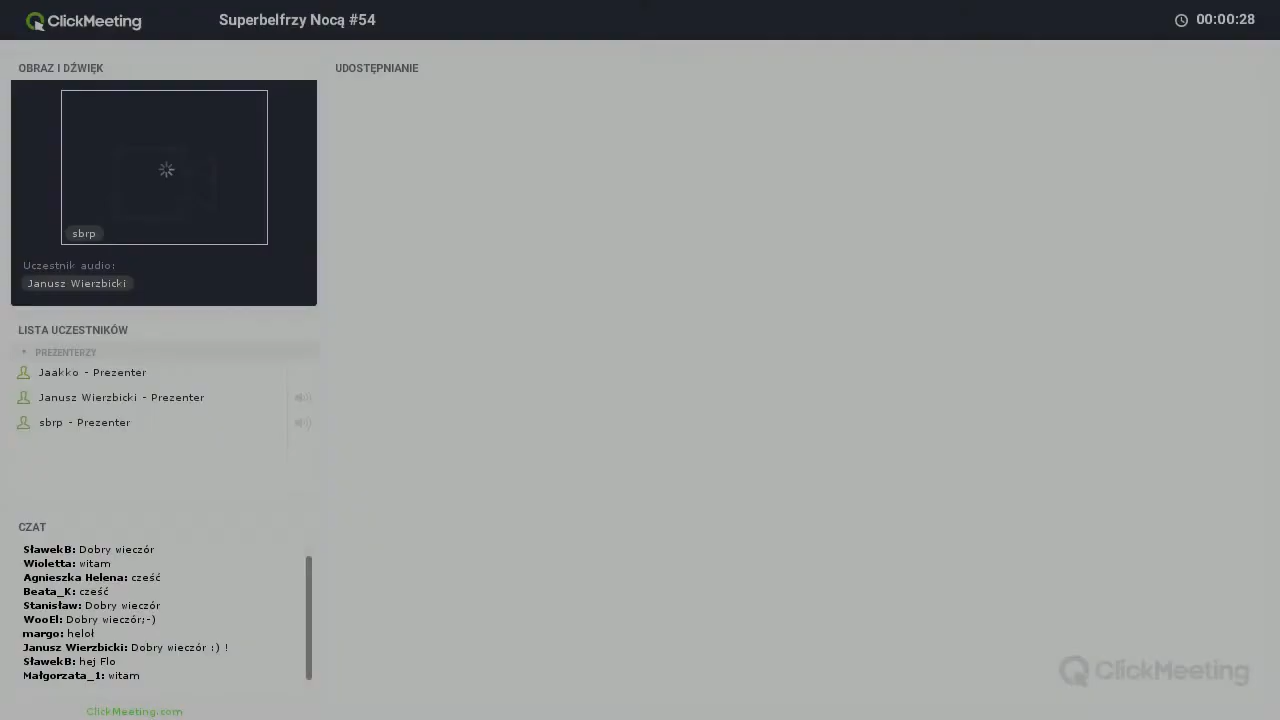 ClickMeeting
Superbelfrzy Nocą #54
00:00:28
OBRAZ I DŹWIĘK
UDOSTĘPNIANIE
sbrp
Uczestnik audio:
Janusz Wierzbicki
LISTA UCZESTNIKÓW
PREZENTERZY
Jaakko - Prezenter
Janusz Wierzbicki - Prezenter
sbrp - Prezenter
CZAT
SławekB: Dobry wieczór
Wioletta: witam
Agnieszka Helena: cześć
Beata_K: cześć
Stanisław: Dobry wieczór
WooEl: Dobry wieczór;-)
margo: heloł
Janusz Wierzbicki: Dobry wieczór :) !
SławekB: hej Flo
Małgorzata_1: witam
ClickMeeting
ClickMeeting.com